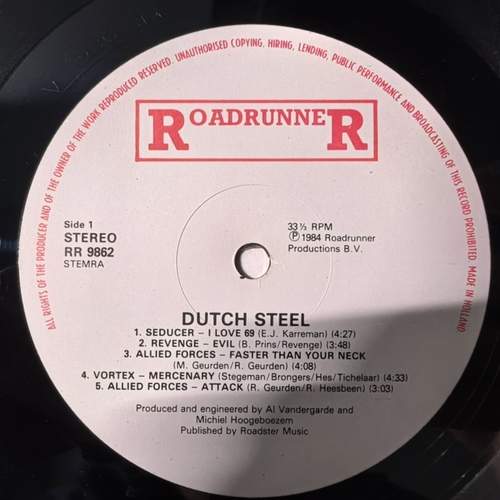 ALL RIGHTS OF THE PRODUCER AND OF THE OWNER OF THE WORK REPRODUCED RESERVED. UNAUTHORISED COPYING, HIRING, LENDING, PUBLIC PERFORMANCE AND BROADCASTING OF THIS RECORD PROHIBITED. MADE IN HOLLAND.
ROADRUNNER
Side 1
STEREO
RR 9862
STEMRA
33⅓ RPM
Ⓟ 1984 Roadrunner
Productions B.V.
DUTCH STEEL
1. SEDUCER – I LOVE 69 (E.J. Karreman) (4:27)
2. REVENGE – EVIL (B. Prins/Revenge) (3:48)
3. ALLIED FORCES – FASTER THAN YOUR NECK
(M. Geurden/R. Geurden) (4:08)
4. VORTEX – MERCENARY (Stegeman/Brongers/Hes/Tichelaar) (4:33)
5. ALLIED FORCES – ATTACK (R. Geurden/R. Heesbeen) (3:03)
Produced and engineered by Al Vandergarde and
Michiel Hoogeboezem
Published by Roadster Music